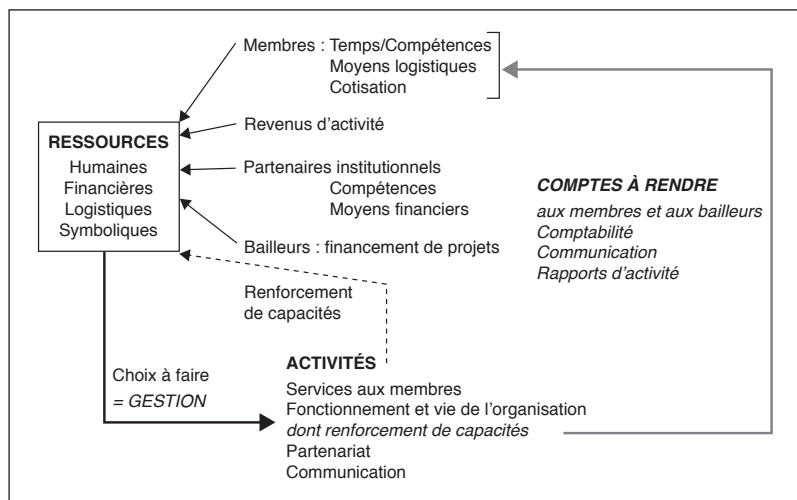 Membres : Temps/Compétences
Moyens logistiques
Cotisation
Revenus d'activité
RESSOURCES
Humaines
Financières
Logistiques
Symboliques
Partenaires institutionnels
Compétences
Moyens financiers
Bailleurs : financement de projets
COMPTES À RENDRE
aux membres et aux bailleurs
Comptabilité
Communication
Rapports d'activité
Renforcement
de capacités
Choix à faire
= GESTION
ACTIVITÉS
Services aux membres
Fonctionnement et vie de l'organisation
dont renforcement de capacités
Partenariat
Communication